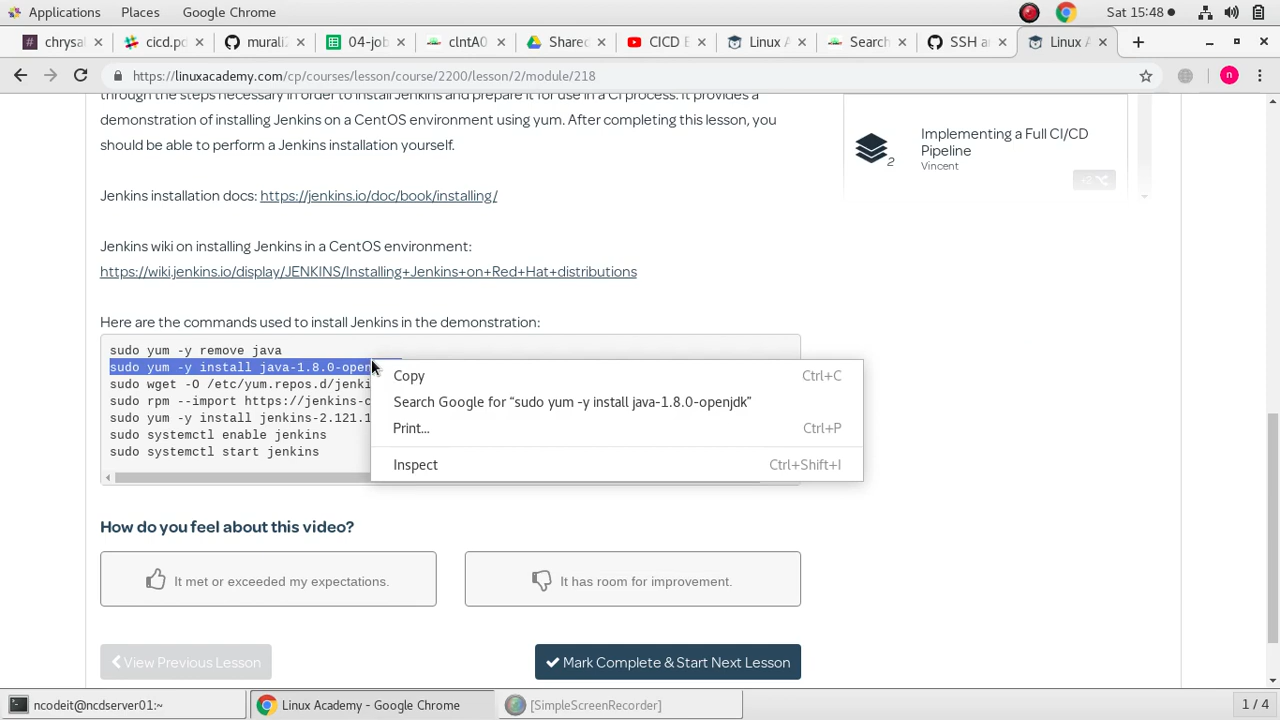 Applications Places Google Chrome Sat 15:48
chrysal
cicd.po
murali2
04-job
clntA0
Shared
CICD E
Linux A
Search
SSH an
Linux A
https://linuxacademy.com/cp/courses/lesson/course/2200/lesson/2/module/218
n
through the steps necessary in order to install Jenkins and prepare it for use in a CI process. It provides a
demonstration of installing Jenkins on a CentOS environment using yum. After completing this lesson, you
should be able to perform a Jenkins installation yourself.
Implementing a Full CI/CD
Pipeline
Vincent
2
+2
Jenkins installation docs: https://jenkins.io/doc/book/installing/
Jenkins wiki on installing Jenkins in a CentOS environment:
https://wiki.jenkins.io/display/JENKINS/Installing+Jenkins+on+Red+Hat+distributions
Here are the commands used to install Jenkins in the demonstration:
sudo yum -y remove java
sudo yum -y install java-1.8.0-open
sudo wget -O /etc/yum.repos.d/jenki
sudo rpm --import https://jenkins-c
sudo yum -y install jenkins-2.121.1
sudo systemctl enable jenkins
sudo systemctl start jenkins
Copy Ctrl+C
Search Google for “sudo yum -y install java-1.8.0-openjdk”
Print... Ctrl+P
Inspect Ctrl+Shift+I
How do you feel about this video?
It met or exceeded my expectations.
It has room for improvement.
View Previous Lesson
Mark Complete & Start Next Lesson
ncodeit@ncdserver01:~
Linux Academy - Google Chrome
[SimpleScreenRecorder]
1 / 4